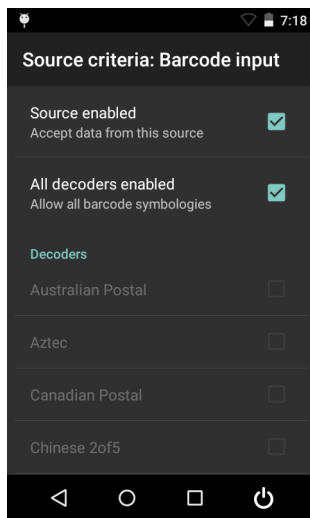 7:18
Source criteria: Barcode input
Source enabled
Accept data from this source
All decoders enabled
Allow all barcode symbologies
Decoders
Australian Postal
Aztec
Canadian Postal
Chinese 2of5